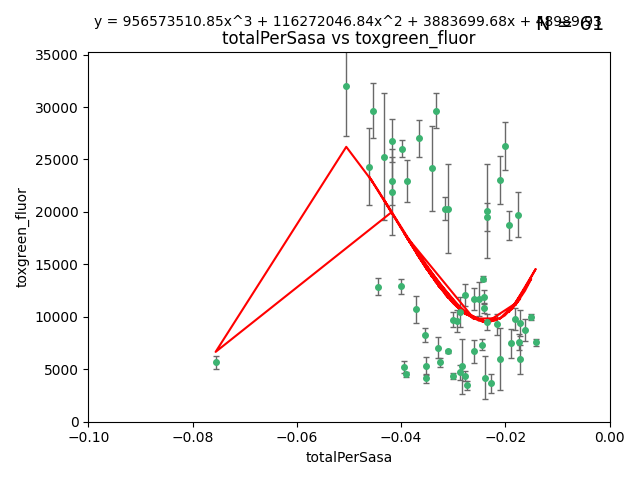 y = 956573510.85x^3 + 116272046.84x^2 + 3883699.68x +
N = 61
totalPerSasa vs toxgreen_fluor
35000
30000
25000
20000
15000
10000
5000
0
toxgreen_fluor
−0.10 −0.08 −0.06 −0.04 −0.02 0.00
totalPerSasa